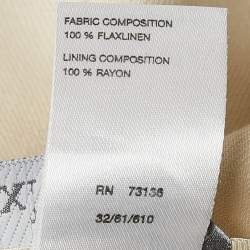 FABRIC COMPOSITION
100 % FLAXLINEN
LINING COMPOSITION
100 % RAYON
RN 73136
32/61/610